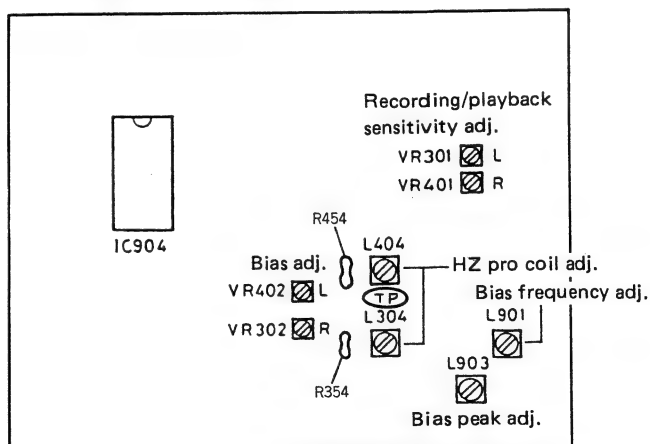 Recording/playback
sensitivity adj.
VR301 L
VR401 R
IC904
R454
L404
Bias adj.
HZ pro coil adj.
VR402 L
TP
Bias frequency adj.
L304
L901
VR302 R
L903
R354
Bias peak adj.